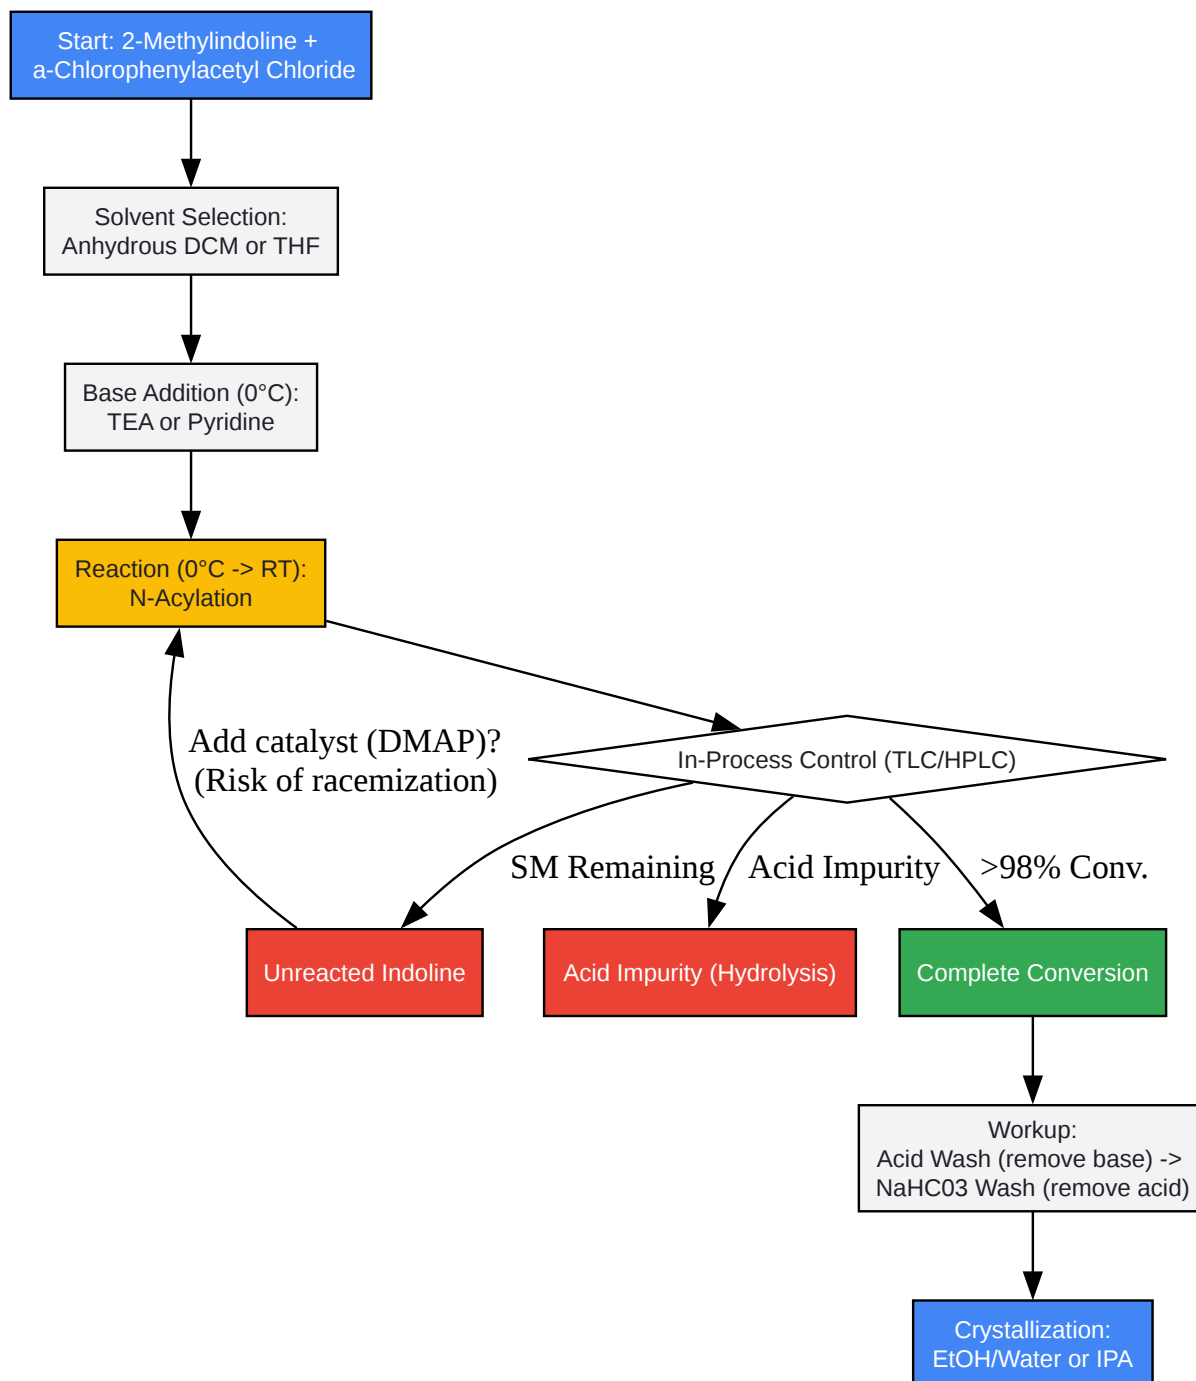 Start: 2-Methylindoline +
a-Chlorophenylacetyl Chloride
Solvent Selection:
Anhydrous DCM or THF
Base Addition (0°C):
TEA or Pyridine
Reaction (0°C -> RT):
N-Acylation
Add catalyst (DMAP)?
(Risk of racemization)
In-Process Control (TLC/HPLC)
SM Remaining
Acid Impurity
>98% Conv.
Unreacted Indoline
Acid Impurity (Hydrolysis)
Complete Conversion
Workup:
Acid Wash (remove base) ->
NaHC03 Wash (remove acid)
Crystallization:
EtOH/Water or IPA